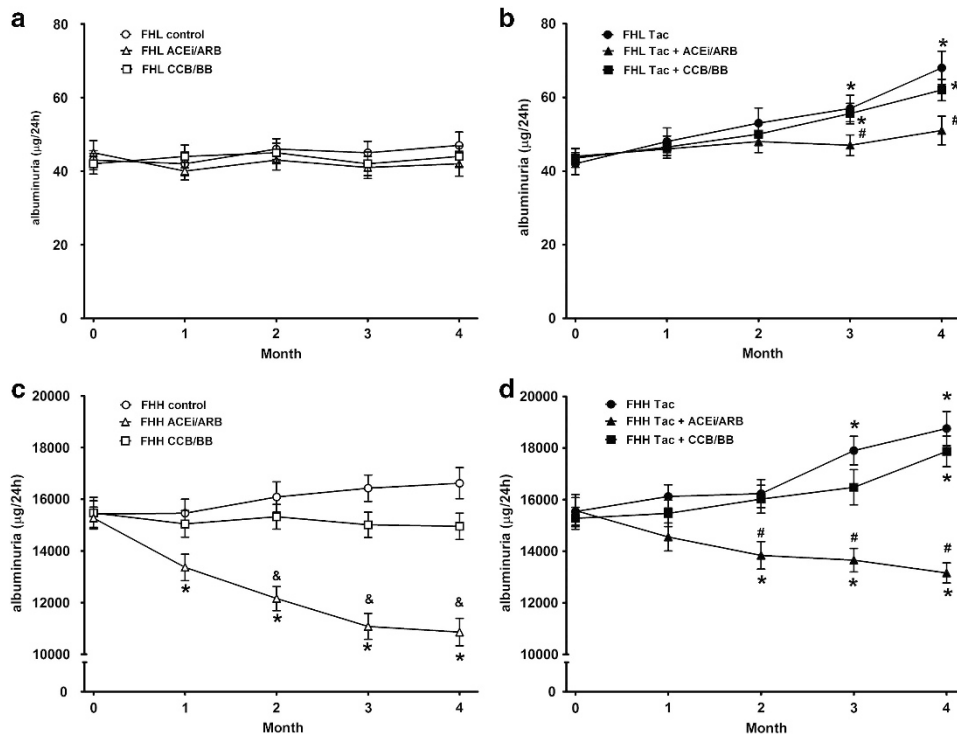 a
FHL control
FHL ACEi/ARB
FHL CCB/BB
80
60
40
20
0
albuminuria (μg/24h)
0 1 2 3 4
Month
b
FHL Tac
FHL Tac + ACEi/ARB
FHL Tac + CCB/BB
80
60
40
20
0
albuminuria (μg/24h)
* *
* *
# #
0 1 2 3 4
Month
c
FHH control
FHH ACEi/ARB
FHH CCB/BB
20000
18000
16000
14000
12000
10000
0
albuminuria (μg/24h)
& & &
* * * *
0 1 2 3 4
Month
d
FHH Tac
FHH Tac + ACEi/ARB
FHH Tac + CCB/BB
20000
18000
16000
14000
12000
10000
0
albuminuria (μg/24h)
* *
*
# # #
* * *
0 1 2 3 4
Month